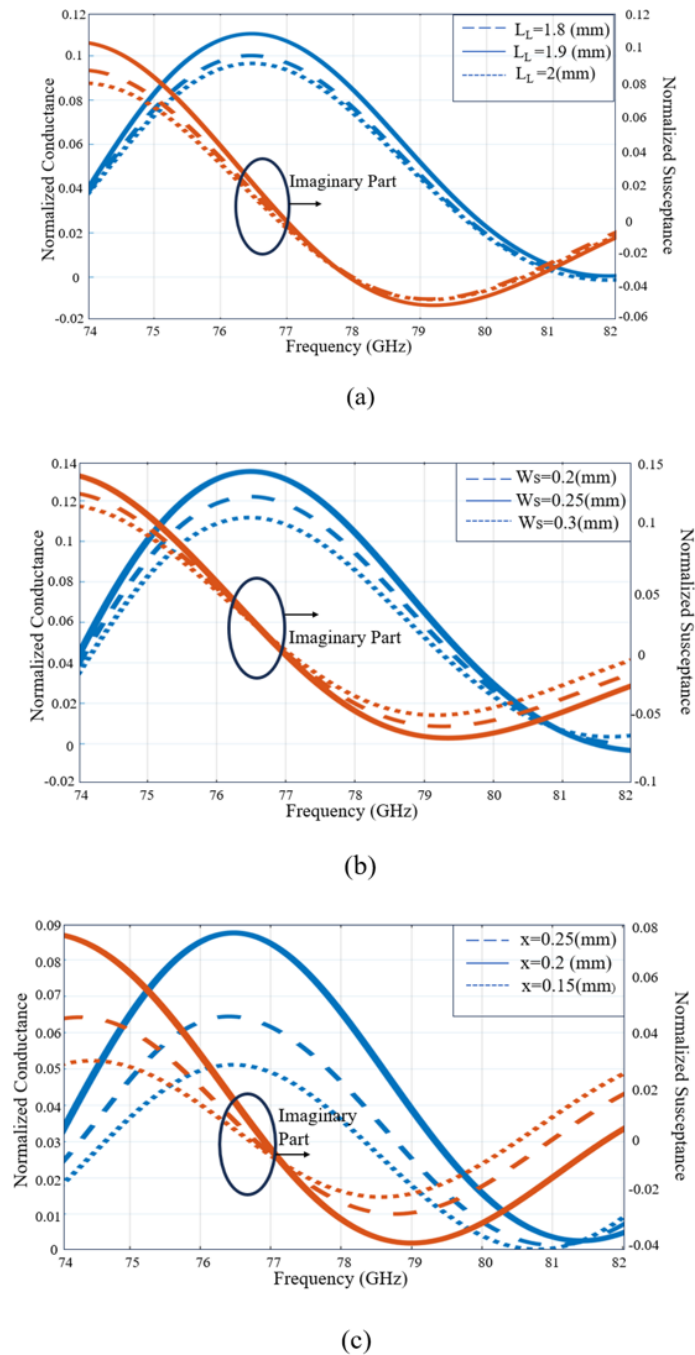 0.12
0.1
0.08
0.06
0.04
0.02
0
-0.02
Normalized Conductance
L_L=1.8 (mm)
L_L=1.9 (mm)
L_L =2(mm)
Imaginary Part
0.12
0.1
0.08
0.06
0.04
0.02
0
-0.02
-0.04
-0.06
Normalized Susceptance
74 75 76 77 78 79 80 81 82
Frequency (GHz)
(a)
0.14
0.12
0.1
0.08
0.06
0.04
0.02
0
-0.02
Normalized Conductance
Ws=0.2(mm)
Ws=0.25(mm)
Ws=0.3(mm)
Imaginary Part
0.15
0.1
0.05
0
-0.05
-0.1
Normalized Susceptance
74 75 76 77 78 79 80 81 82
Frequency (GHz)
(b)
0.09
0.08
0.07
0.06
0.05
0.04
0.03
0.02
0.01
0
Normalized Conductance
x=0.25(mm)
x=0.2 (mm)
x=0.15(mm)
Imaginary
Part
0.08
0.06
0.04
0.02
0
-0.02
-0.04
Normalized Susceptance
74 75 76 77 78 79 80 81 82
Frequency (GHz)
(c)